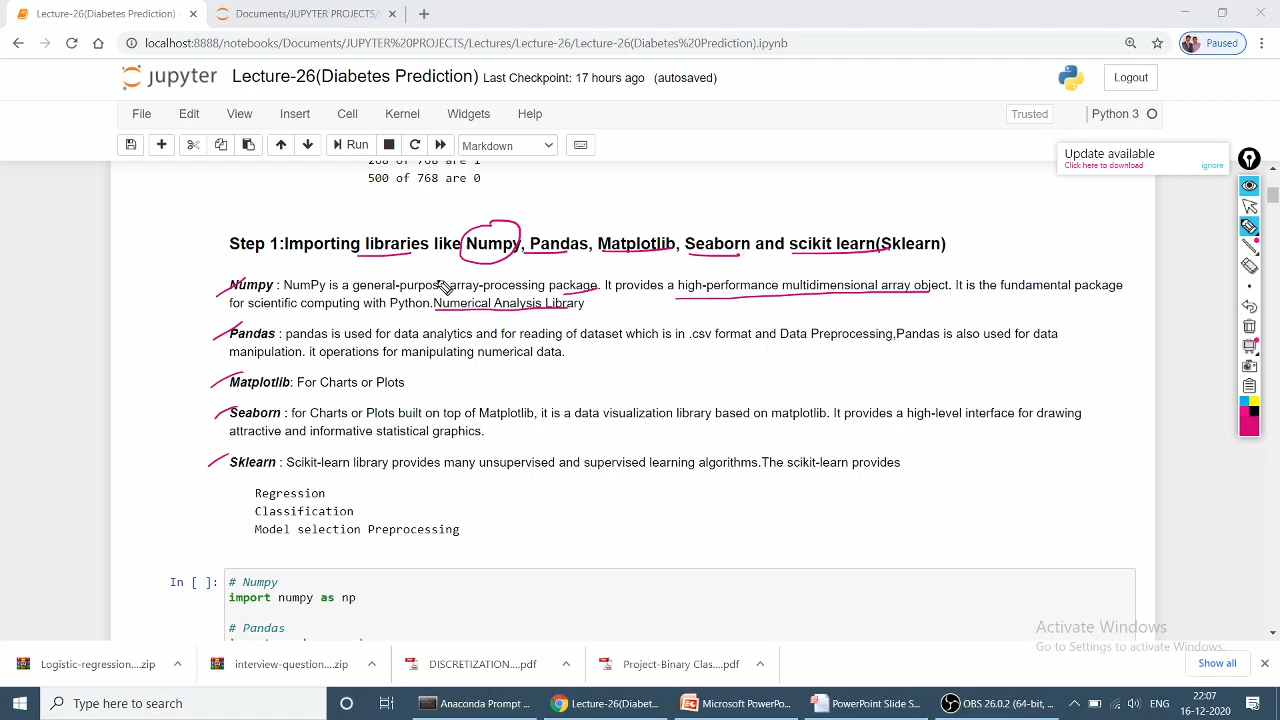 Lecture-26(Diabetes Prediction)
Documents/JUPYTER PROJECTS/
localhost:8888/notebooks/Documents/JUPYTER%20PROJECTS/Lectures/Lecture-26/Lecture-26(Diabetes%20Prediction).ipynb
Paused
jupyter Lecture-26(Diabetes Prediction) Last Checkpoint: 17 hours ago (autosaved)
Logout
File Edit View Insert Cell Kernel Widgets Help
Trusted
Python 3
Run
Markdown
Update available
Click here to download
ignore
268 of 768 are 1
500 of 768 are 0
Step 1:Importing libraries like Numpy, Pandas, Matplotlib, Seaborn and scikit learn(Sklearn)
Numpy : NumPy is a general-purpose array-processing package. It provides a high-performance multidimensional array object. It is the fundamental package
for scientific computing with Python.Numerical Analysis Library
Pandas : pandas is used for data analytics and for reading of dataset which is in .csv format and Data Preprocessing,Pandas is also used for data
manipulation. it operations for manipulating numerical data.
Matplotlib: For Charts or Plots
Seaborn : for Charts or Plots built on top of Matplotlib, it is a data visualization library based on matplotlib. It provides a high-level interface for drawing
attractive and informative statistical graphics.
Sklearn : Scikit-learn library provides many unsupervised and supervised learning algorithms.The scikit-learn provides
Regression
Classification
Model selection Preprocessing
In [ ]:
# Numpy
import numpy as np
# Pandas
Activate Windows
Go to Settings to activate Windows.
Logistic-regression....zip
interview-question....zip
DISCRETIZATION....pdf
Project-Binary Clas....pdf
Show all
Type here to search
Anaconda Prompt ...
Lecture-26(Diabet...
Microsoft PowerP...
PowerPoint Slide S...
OBS 26.0.2 (64-bit, ...
ENG
22:07
16-12-2020